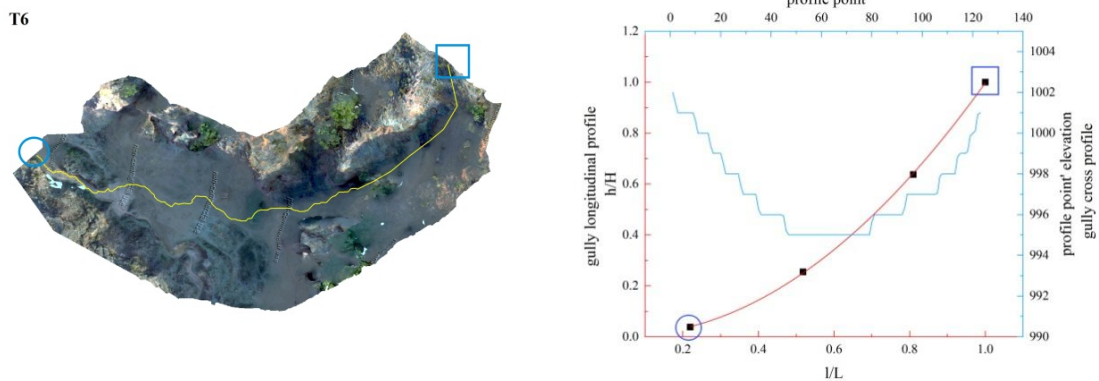 T6
profile point
0 20 40 60 80 100 120 140
1.2
1.0
0.8
0.6
0.4
0.2
0.0
gully longitudinal profile
h/H
1004
1002
1000
998
996
994
992
990
profile point' elevation
gully cross profile
0.2 0.4 0.6 0.8 1.0
l/L